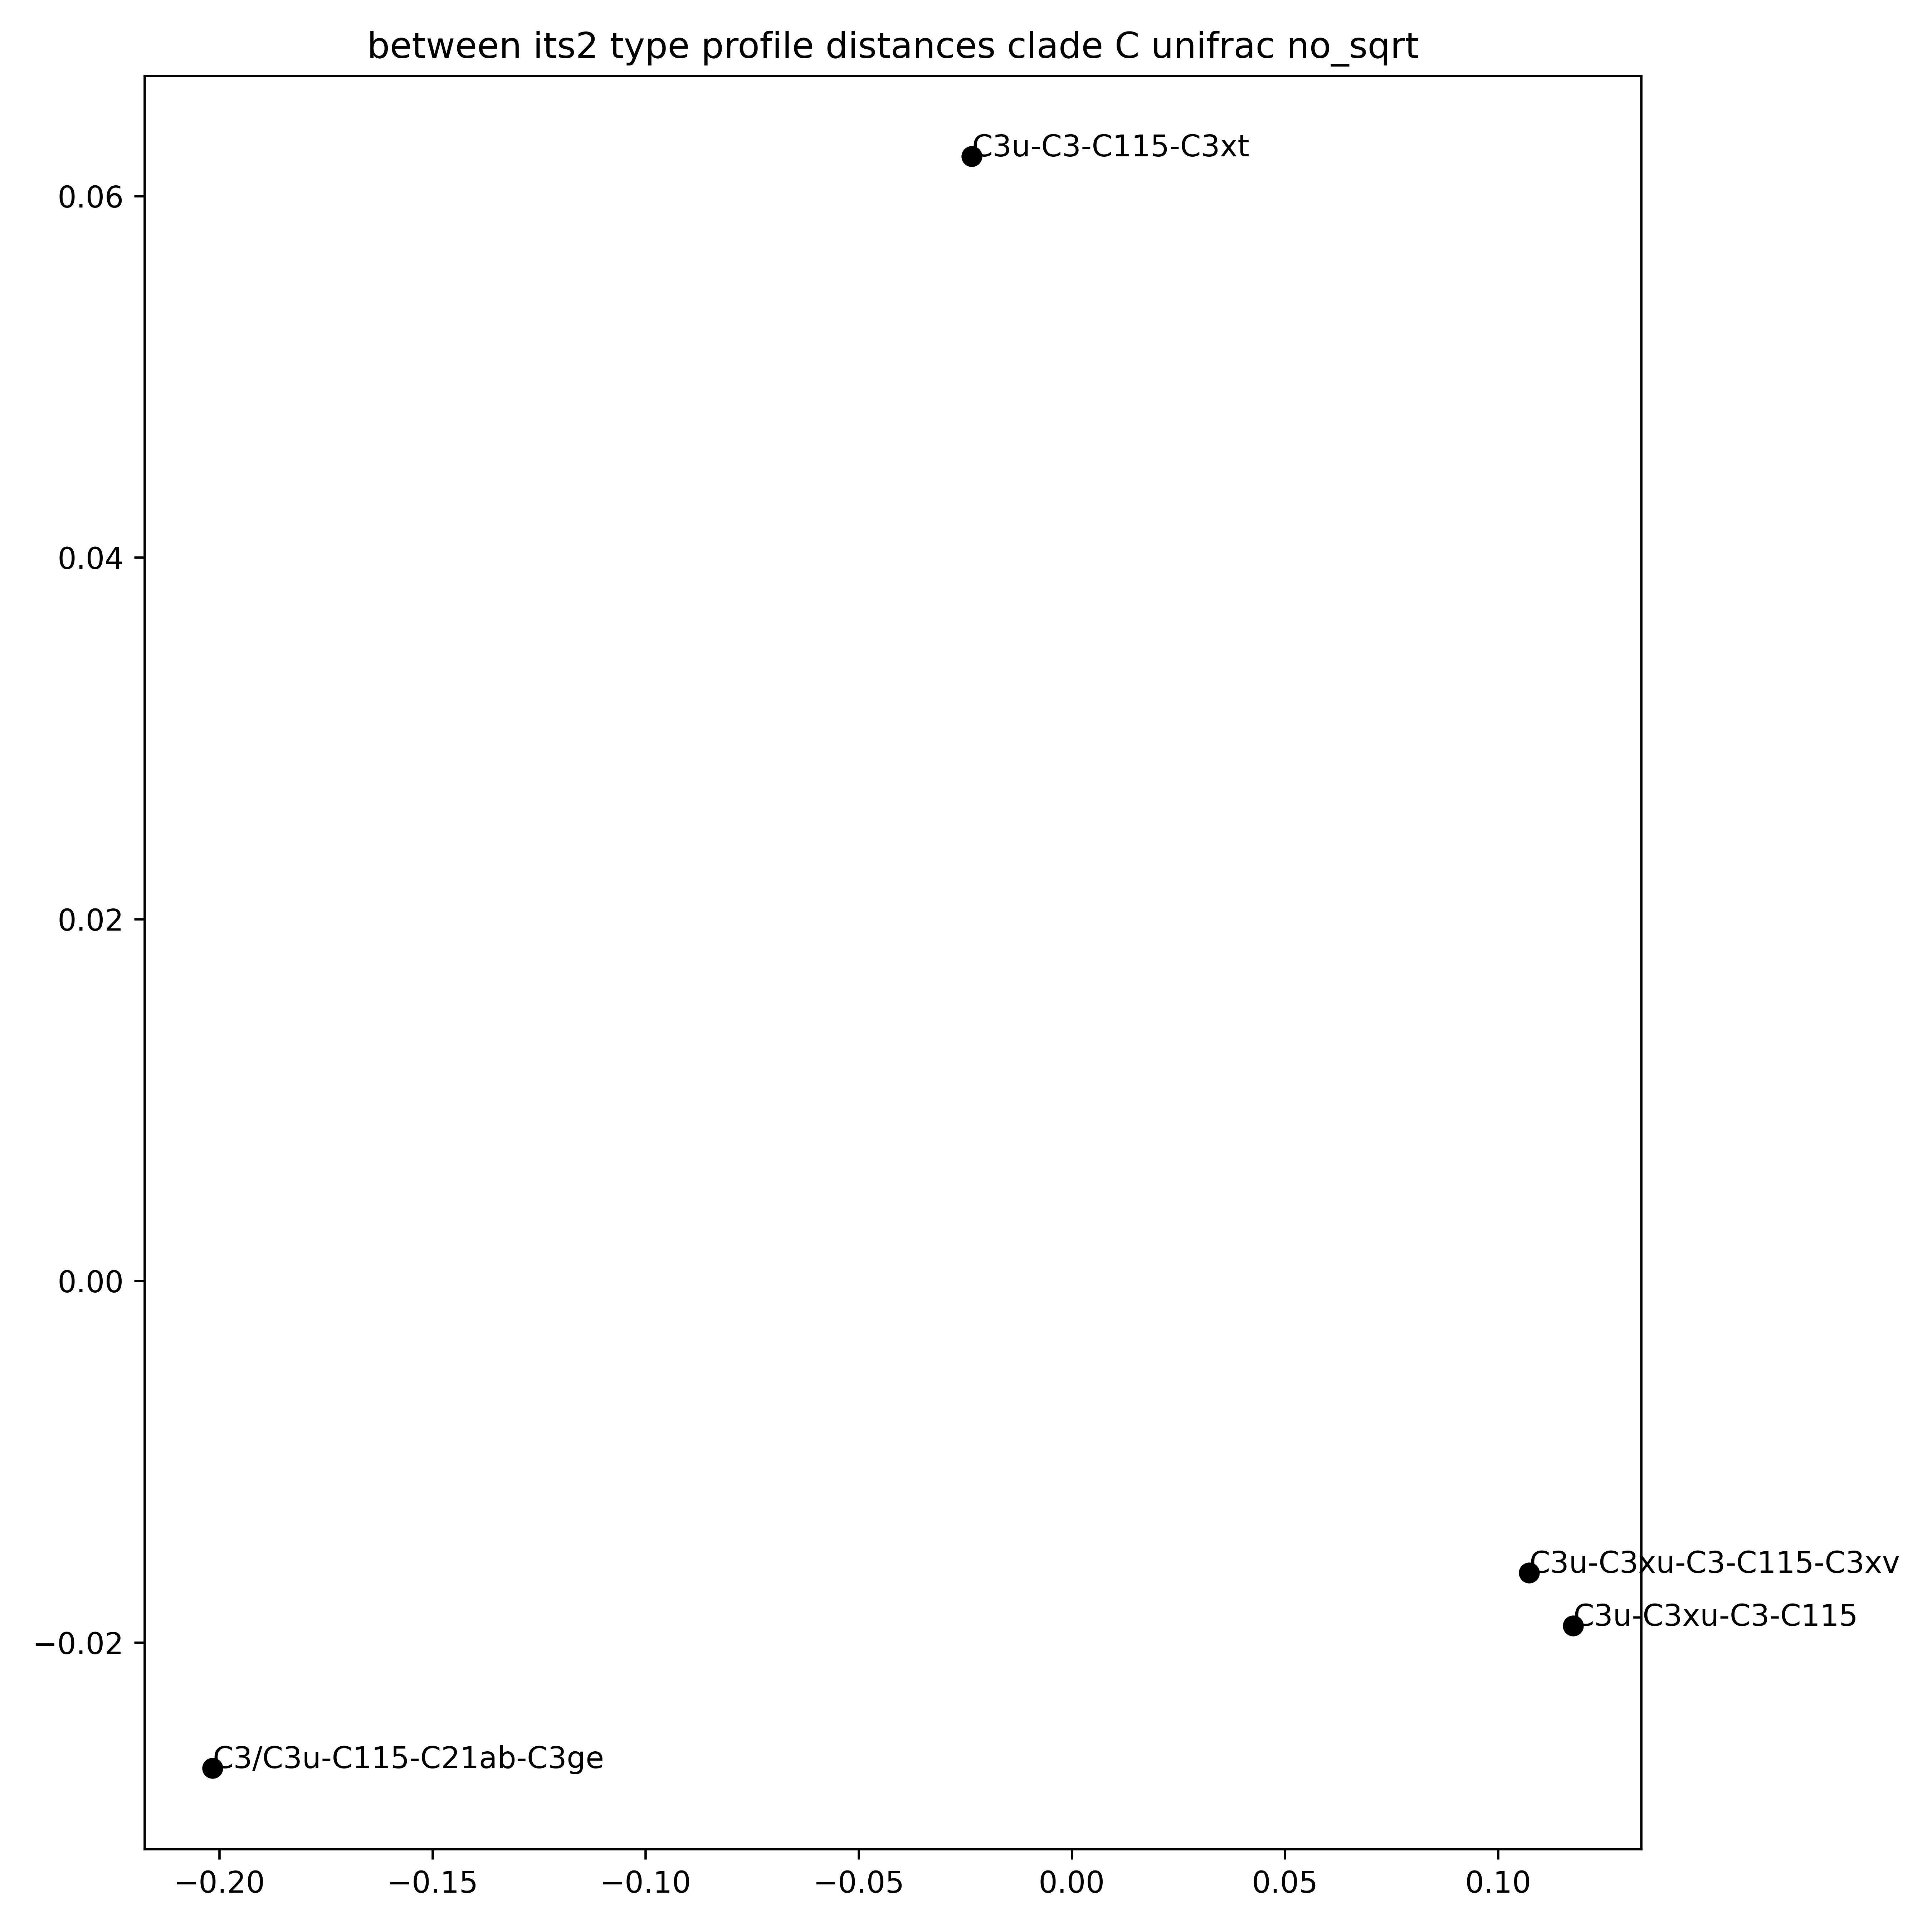 between its2 type profile distances clade C unifrac no_sqrt
C3u-C3-C115-C3xt
0.06
0.04
0.02
0.00
C3u-C3xu-C3-C115-C3xv
C3u-C3xu-C3-C115
−0.02
C3/C3u-C115-C21ab-C3ge
−0.20 −0.15 −0.10 −0.05 0.00 0.05 0.10